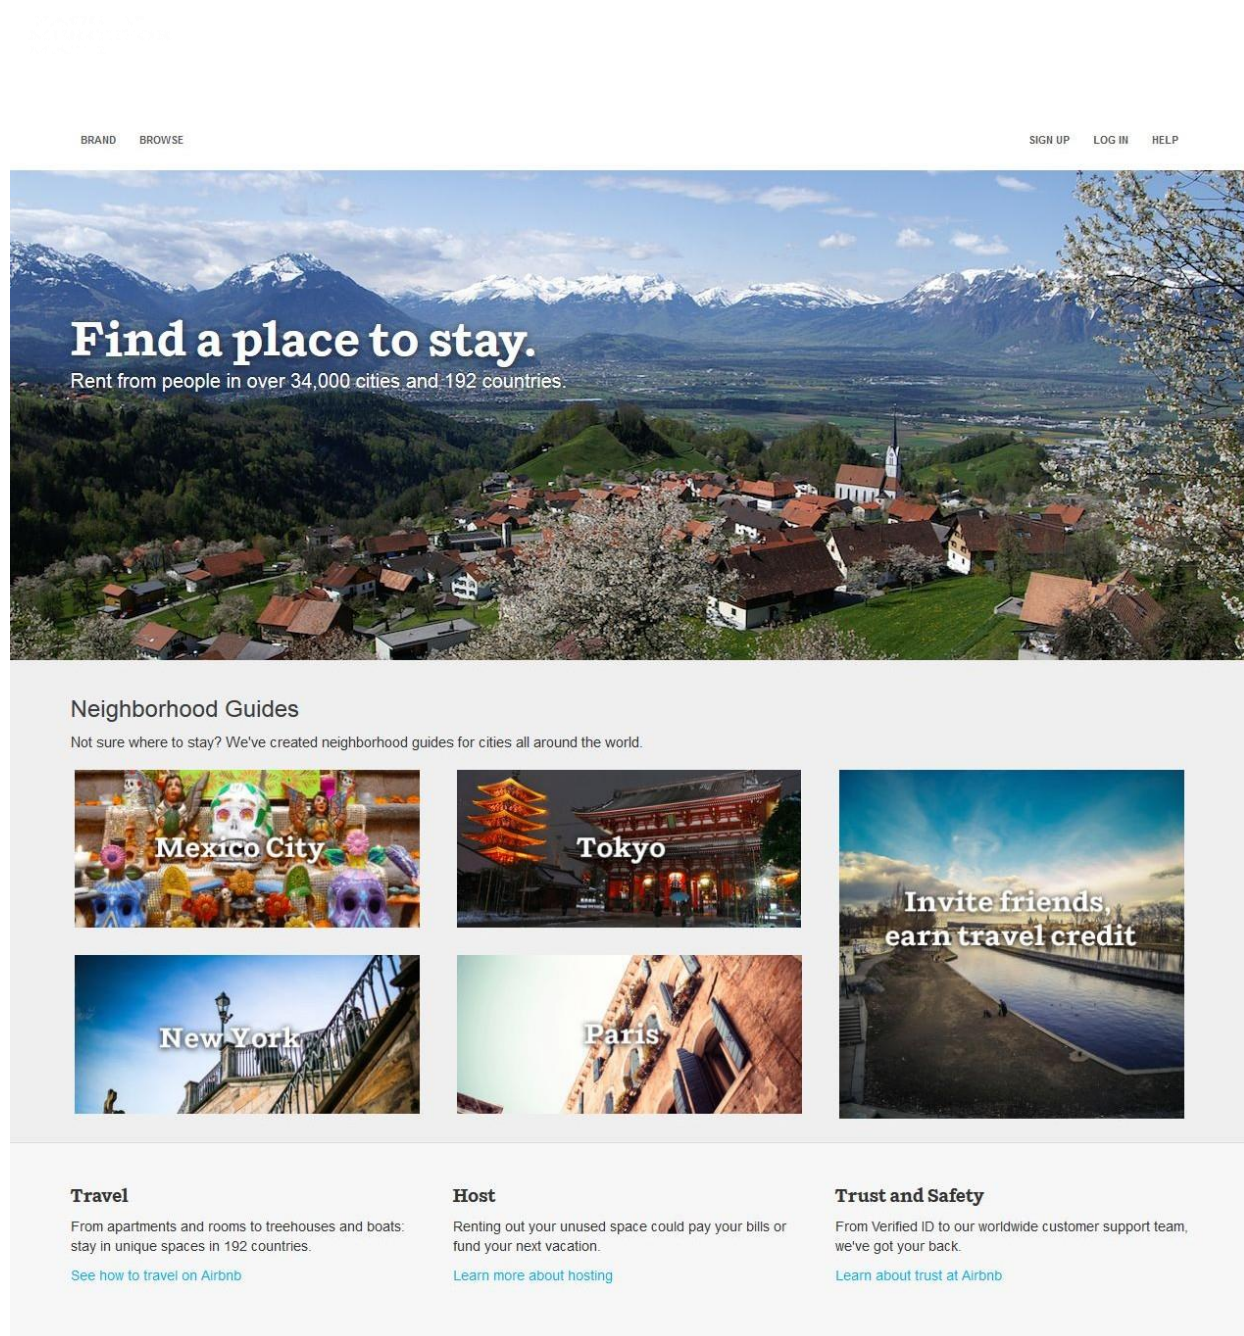 BRAND BROWSE SIGN UP LOG IN HELP
Find a place to stay.
Rent from people in over 34,000 cities and 192 countries.
Neighborhood Guides
Not sure where to stay? We've created neighborhood guides for cities all around the world.
Mexico City
Tokyo
Invite friends,
earn travel credit
New York
Paris
Travel
From apartments and rooms to treehouses and boats:
stay in unique spaces in 192 countries.
See how to travel on Airbnb
Host
Renting out your unused space could pay your bills or
fund your next vacation.
Learn more about hosting
Trust and Safety
From Verified ID to our worldwide customer support team,
we've got your back.
Learn about trust at Airbnb